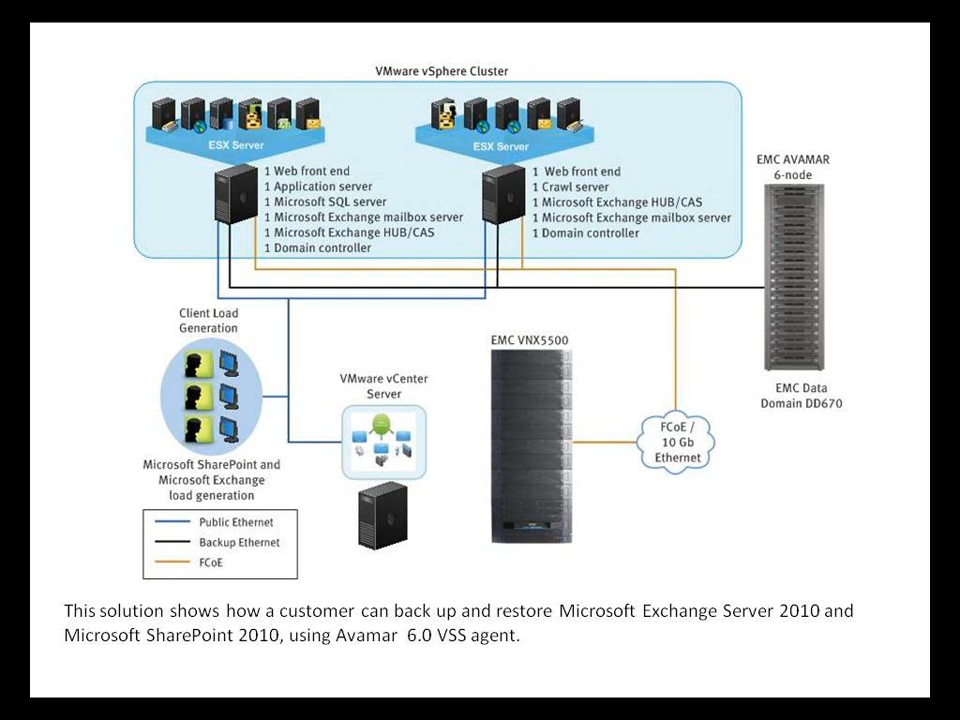 VMware vSphere Cluster
ESX Server
ESX Server
1 Web front end
1 Application server
1 Microsoft SQL server
1 Microsoft Exchange mailbox server
1 Microsoft Exchange HUB/CAS
1 Domain controller
1 Web front end
1 Crawl server
1 Microsoft Exchange HUB/CAS
1 Microsoft Exchange mailbox server
1 Domain controller
EMC AVAMAR
6-node
EMC Data
Domain DD670
Client Load
Generation
Microsoft SharePoint and
Microsoft Exchange
load generation
VMware vCenter
Server
EMC VNX5500
FCoE /
10 Gb
Ethernet
Public Ethernet
Backup Ethernet
FCoE
This solution shows how a customer can back up and restore Microsoft Exchange Server 2010 and
Microsoft SharePoint 2010, using Avamar 6.0 VSS agent.